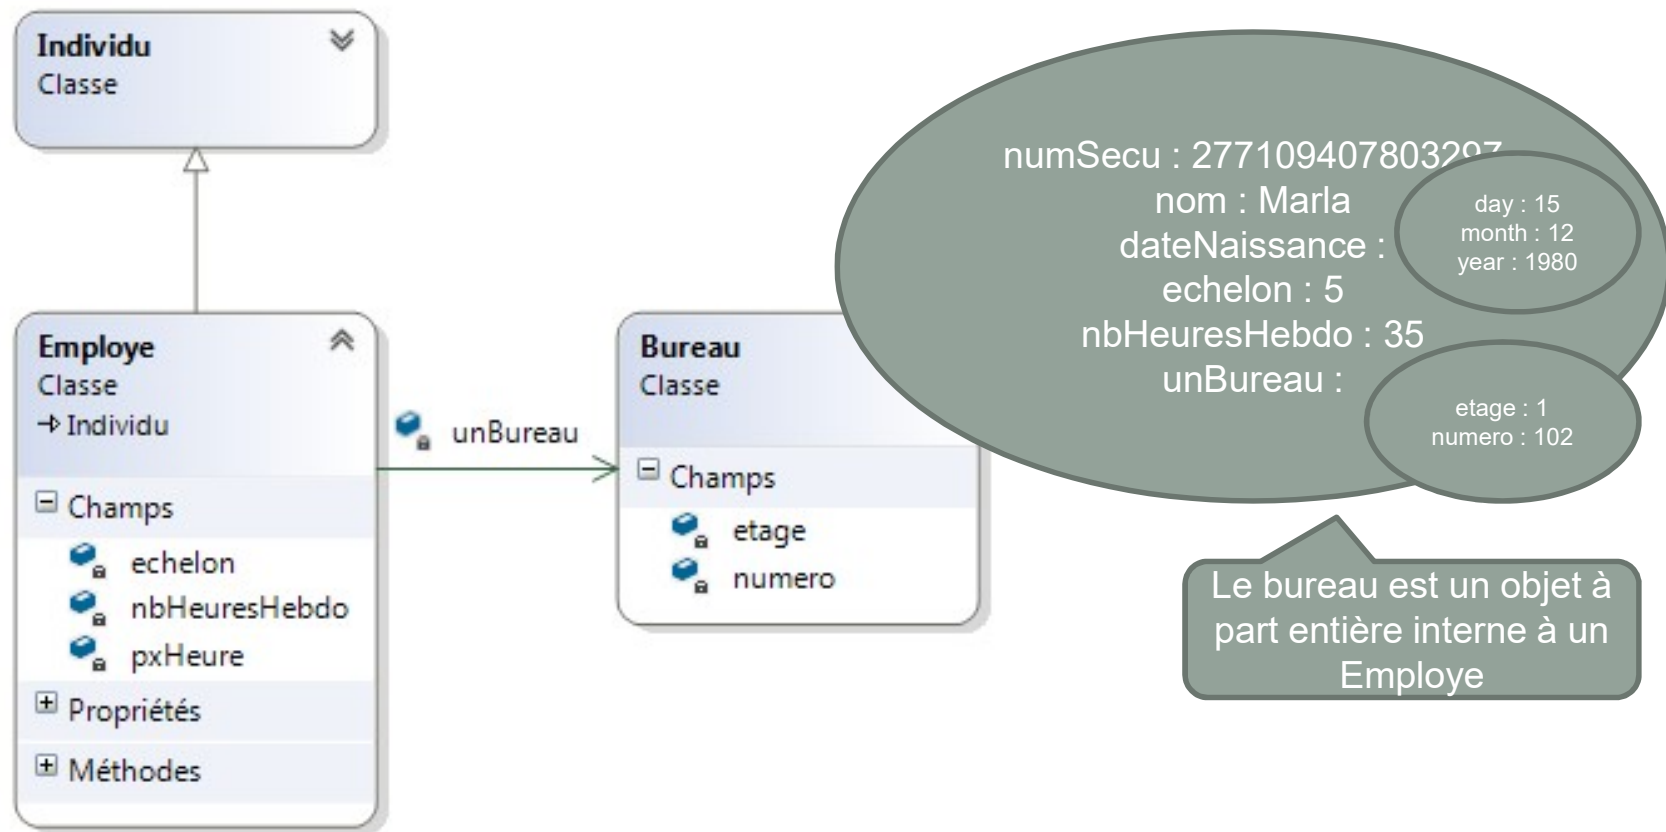 Individu
Classe
Employe
Classe
Individu
Champs
echelon
nbHeuresHebdo
pxHeure
Propriétés
Méthodes
unBureau
Bureau
Classe
Champs
etage
numero
numSecu : 277109407803297
nom : Marla
dateNaissance :
day : 15
month : 12
year : 1980
echelon : 5
nbHeuresHebdo : 35
unBureau :
etage : 1
numero : 102
Le bureau est un objet à
part entière interne à un
Employe